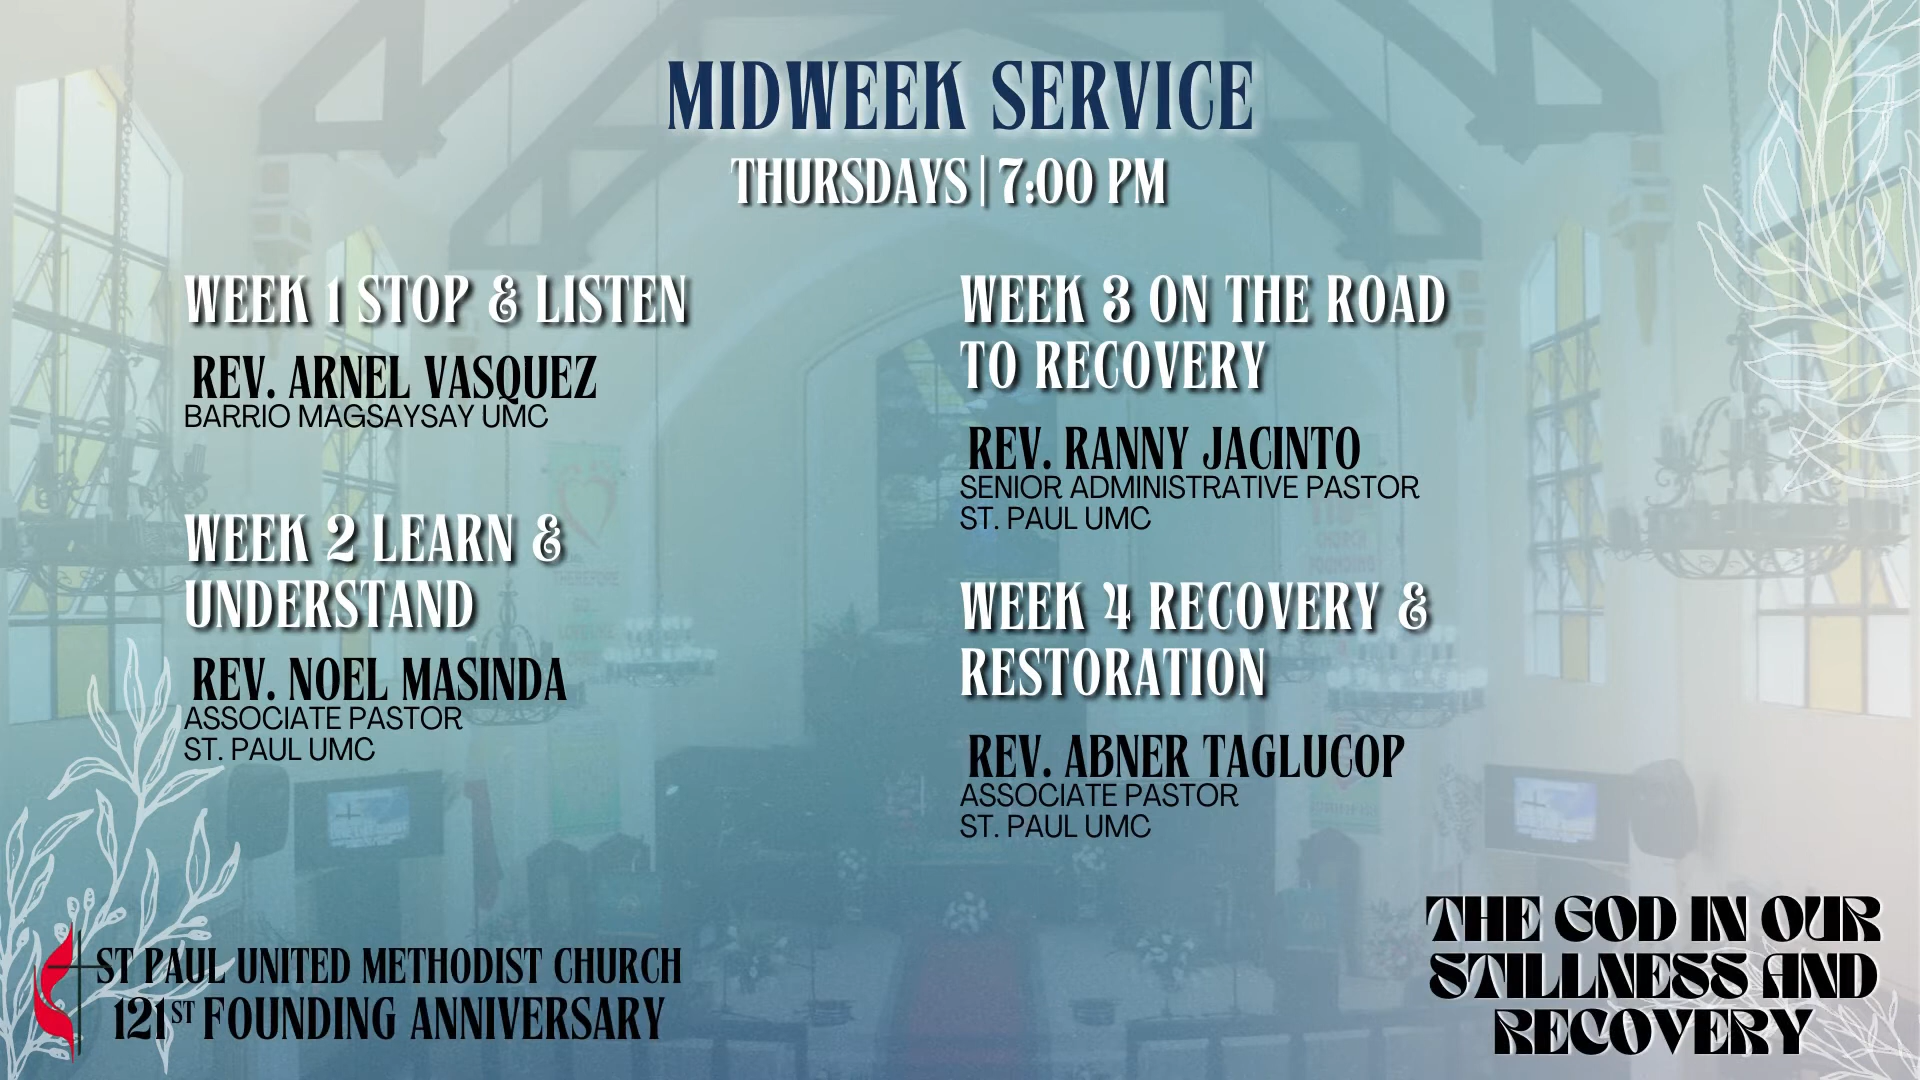 MIDWEEK SERVICE
THURSDAYS | 7:00 PM
WEEK 1 STOP & LISTEN
REV. ARNEL VASQUEZ
BARRIO MAGSAYSAY UMC
WEEK 2 LEARN &
UNDERSTAND
REV. NOEL MASINDA
ASSOCIATE PASTOR
ST. PAUL UMC
WEEK 3 ON THE ROAD
TO RECOVERY
REV. RANNY JACINTO
SENIOR ADMINISTRATIVE PASTOR
ST. PAUL UMC
WEEK 4 RECOVERY &
RESTORATION
REV. ABNER TAGLUCOP
ASSOCIATE PASTOR
ST. PAUL UMC
ST PAUL UNITED METHODIST CHURCH
121ST FOUNDING ANNIVERSARY
THE GOD IN OUR
STILLNESS AND
RECOVERY